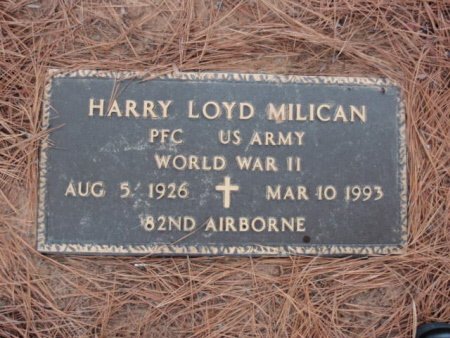 HARRY LOYD MILICAN
PFC US ARMY
WORLD WAR II
AUG 5 1926 MAR 10 1993
82ND AIRBORNE